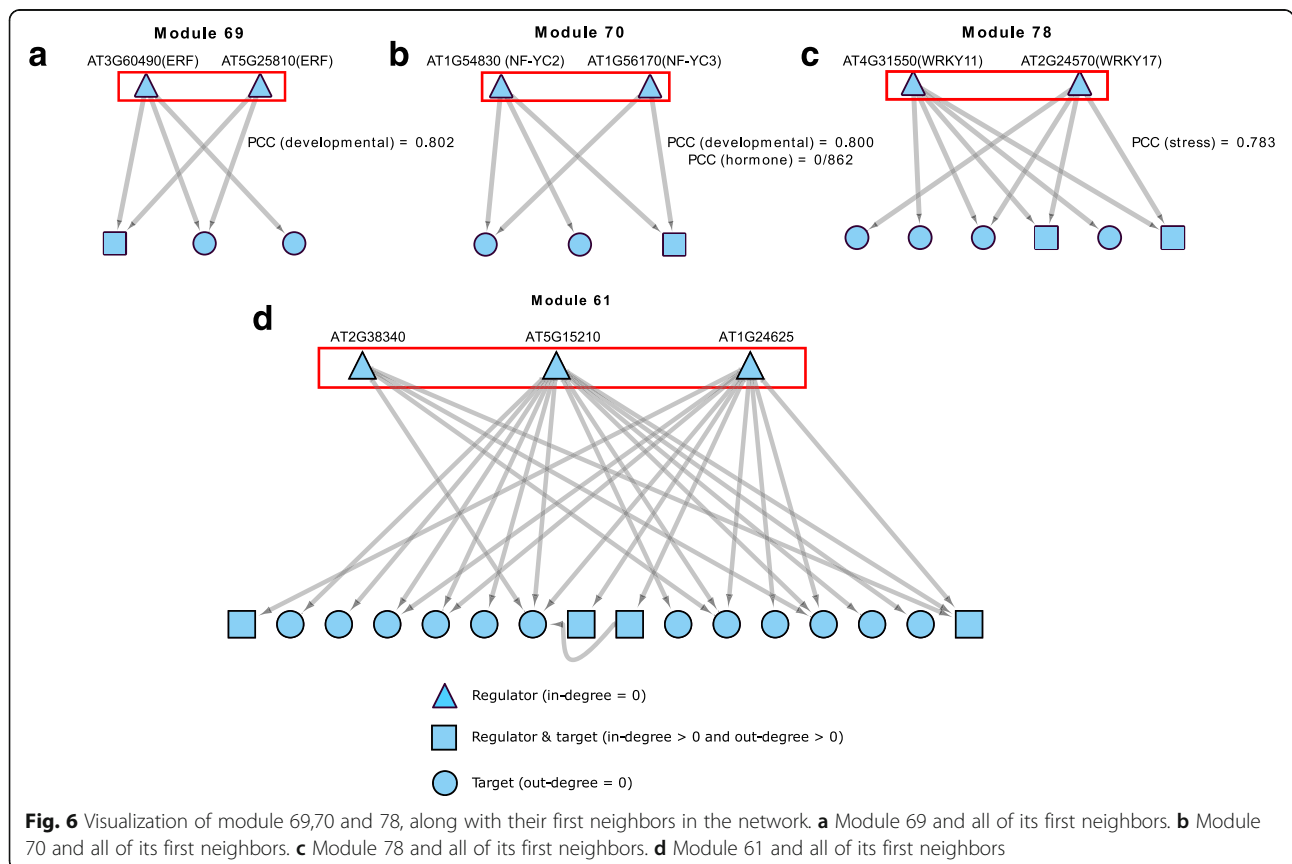 Module 69
a
AT3G60490(ERF) AT5G25810(ERF)
PCC (developmental) = 0.802
Module 70
b
AT1G54830 (NF-YC2) AT1G56170(NF-YC3)
PCC (developmental) = 0.800
PCC (hormone) = 0/862
Module 78
c
AT4G31550(WRKY11) AT2G24570(WRKY17)
PCC (stress) = 0.783
Module 61
d
AT2G38340 AT5G15210 AT1G24625
Regulator (in-degree = 0)
Regulator & target (in-degree > 0 and out-degree > 0)
Target (out-degree = 0)
Fig. 6 Visualization of module 69,70 and 78, along with their first neighbors in the network. a Module 69 and all of its first neighbors. b Module
70 and all of its first neighbors. c Module 78 and all of its first neighbors. d Module 61 and all of its first neighbors